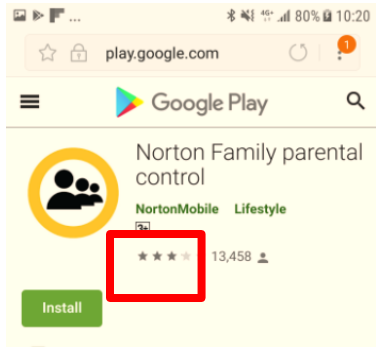 ... 4G+ 80% 10:20
play.google.com 1
Google Play
Norton Family parental
control
NortonMobile Lifestyle
3+
13,458
Install